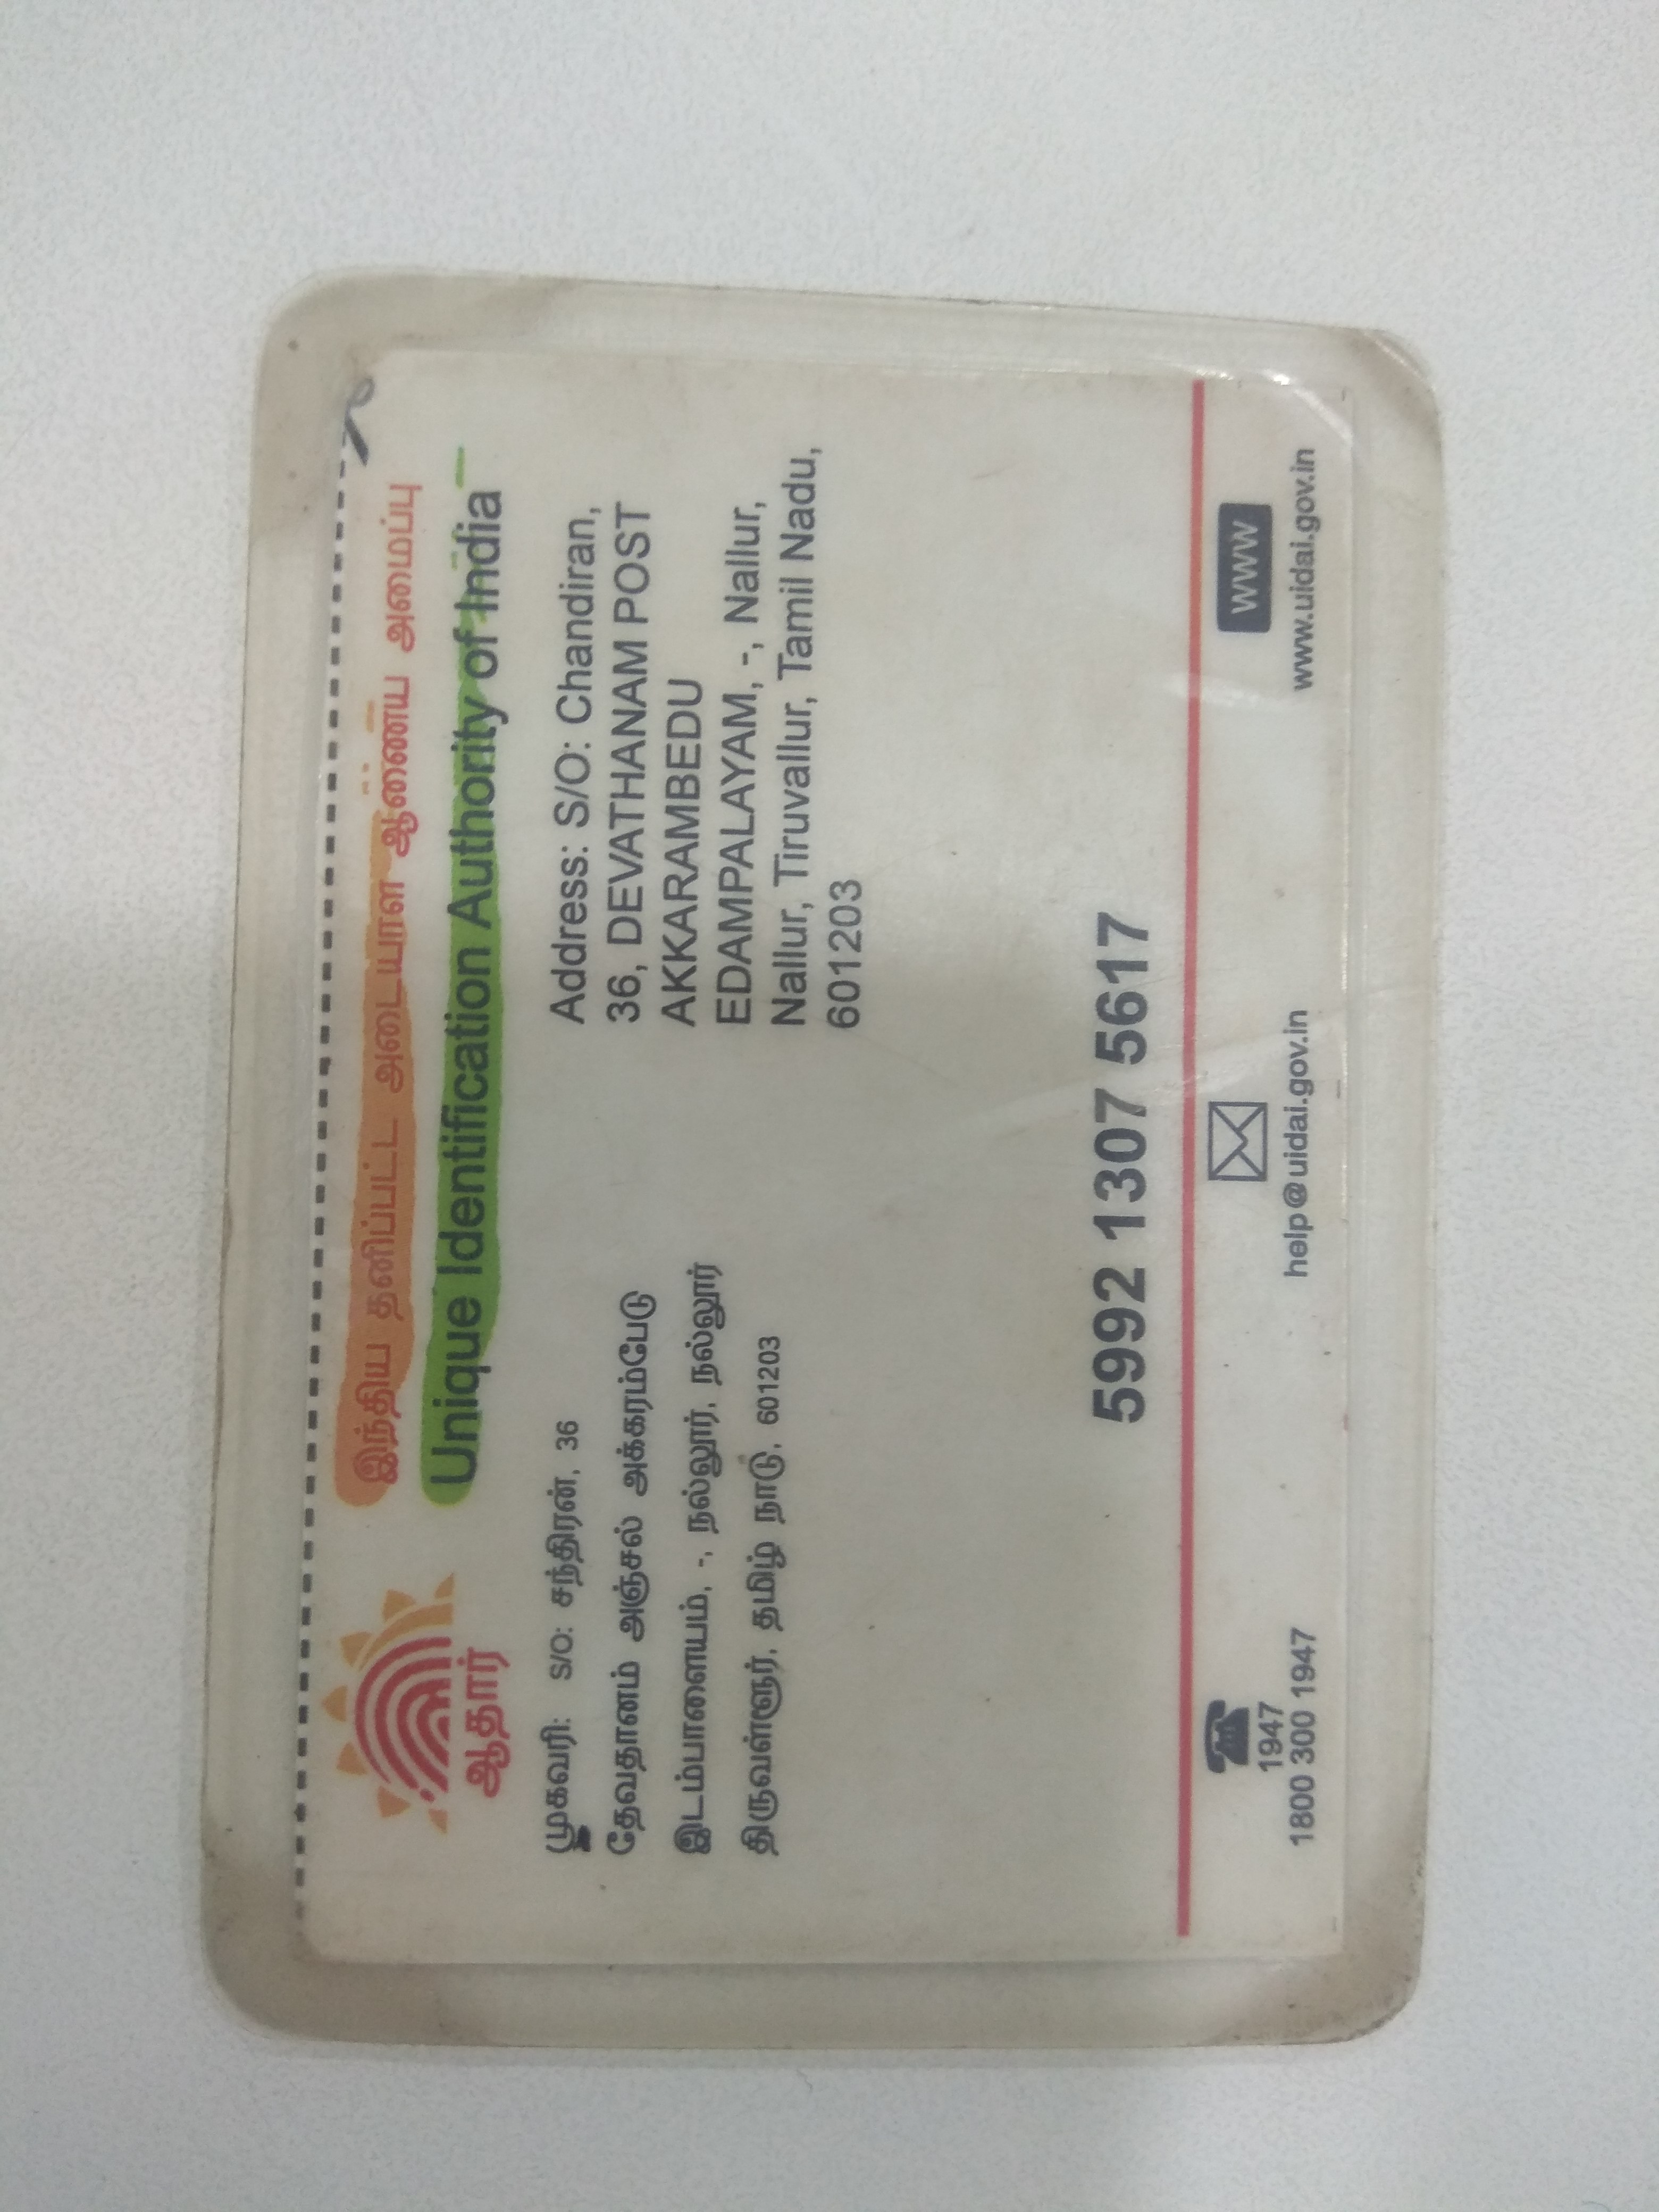 இந்திய தனிப்பட்ட அடையாள ஆணைய அமைப்பு
Unique Identification Authority of India
ஆதார்
முகவரி: S/O: சந்திரன், 36
தேவதானம் அஞ்சல் அக்கரம்பேடு
இடம்பாளையம், -, நல்லூர், நல்லூர்
திருவள்ளூர், தமிழ் நாடு, 601203
Address: S/O: Chandiran,
36, DEVATHANAM POST
AKKARAMBEDU
EDAMPALAYAM, -, Nallur,
Nallur, Tiruvallur, Tamil Nadu,
601203
5992 1307 5617
1947
1800 300 1947
help@uidai.gov.in
WWW
www.uidai.gov.in